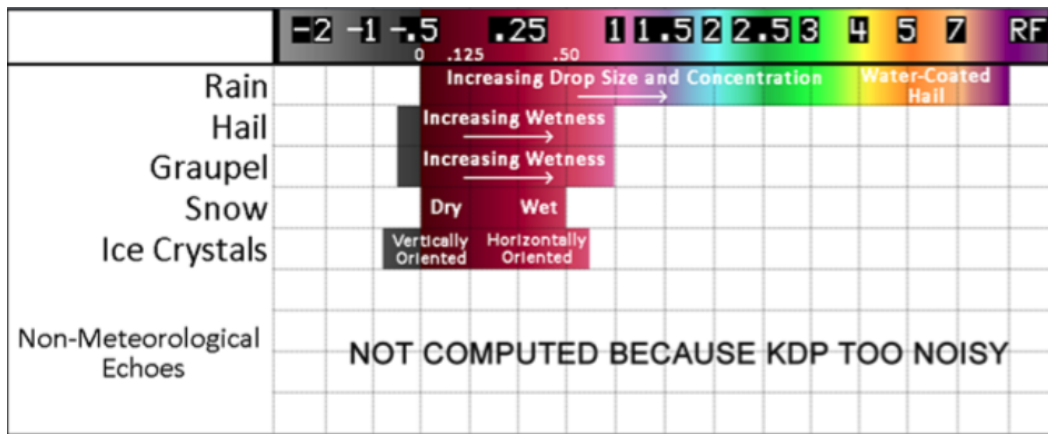 -2 -1 -.5 .25 1 1.5 2 2.5 3 4 5 7 RF
0 .125 .50
Rain Increasing Drop Size and Concentration Water-Coated
Hail
Hail Increasing Wetness
Graupel Increasing Wetness
Snow Dry Wet
Ice Crystals Vertically Horizontally
Oriented Oriented
Non-Meteorological
Echoes
NOT COMPUTED BECAUSE KDP TOO NOISY